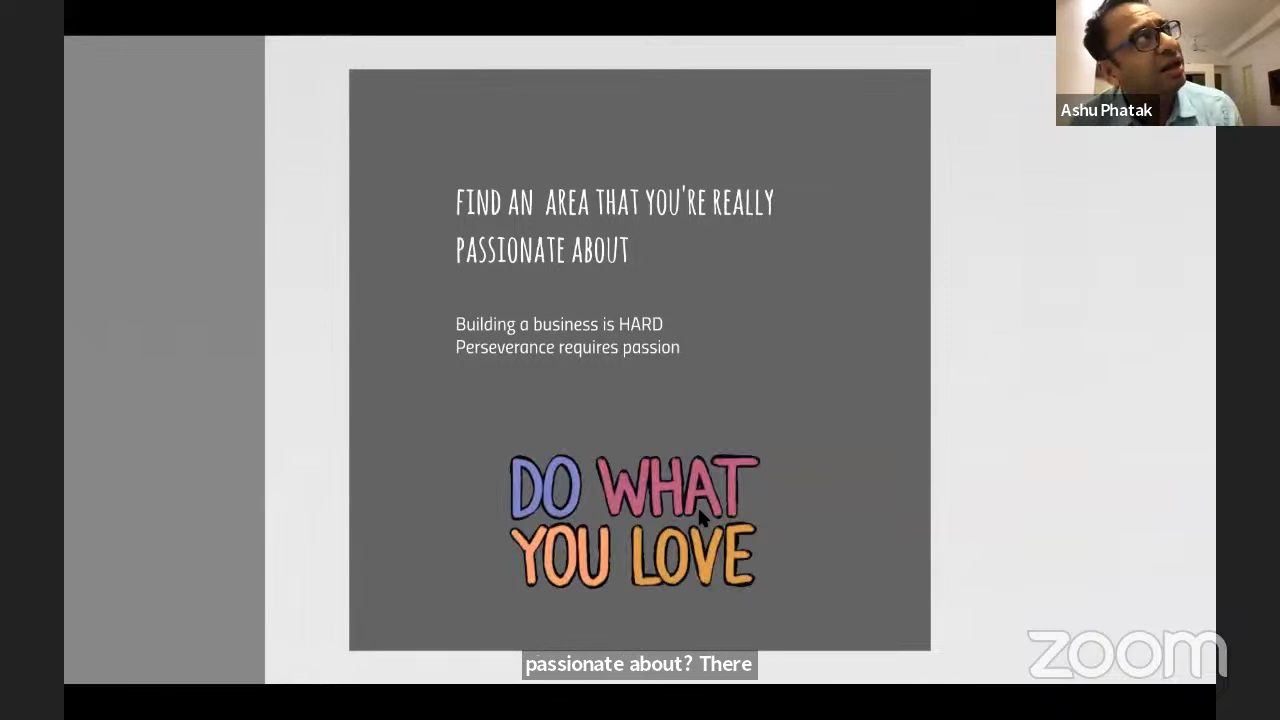 Ashu Phatak
FIND AN AREA THAT YOU'RE REALLY
PASSIONATE ABOUT
Building a business is HARD
Perseverance requires passion
DO WHAT
YOU LOVE
passionate about? There
zoom